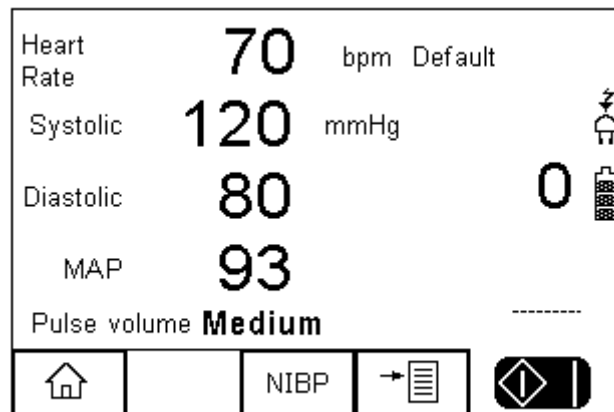 Heart Rate 70 bpm Default
Systolic 120 mmHg
Diastolic 80 0
MAP 93
Pulse volume Medium
---------
NIBP